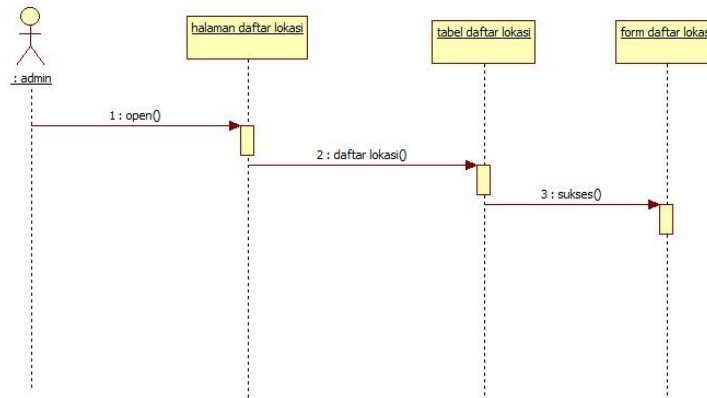 halaman daftar lokasi
tabel daftar lokasi
form daftar lokas
: admin
1 : open()
2 : daftar lokasi()
3 : sukses()